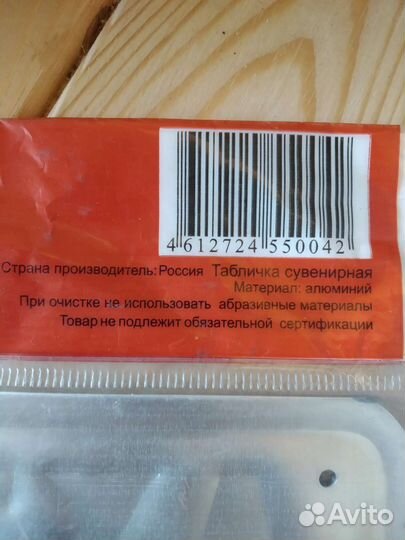 4 612724 550042
Страна производитель: Россия Табличка сувенирная
Материал: алюминий
При очистке не использовать абразивные материалы
Товар не подлежит обязательной сертификации
Avito